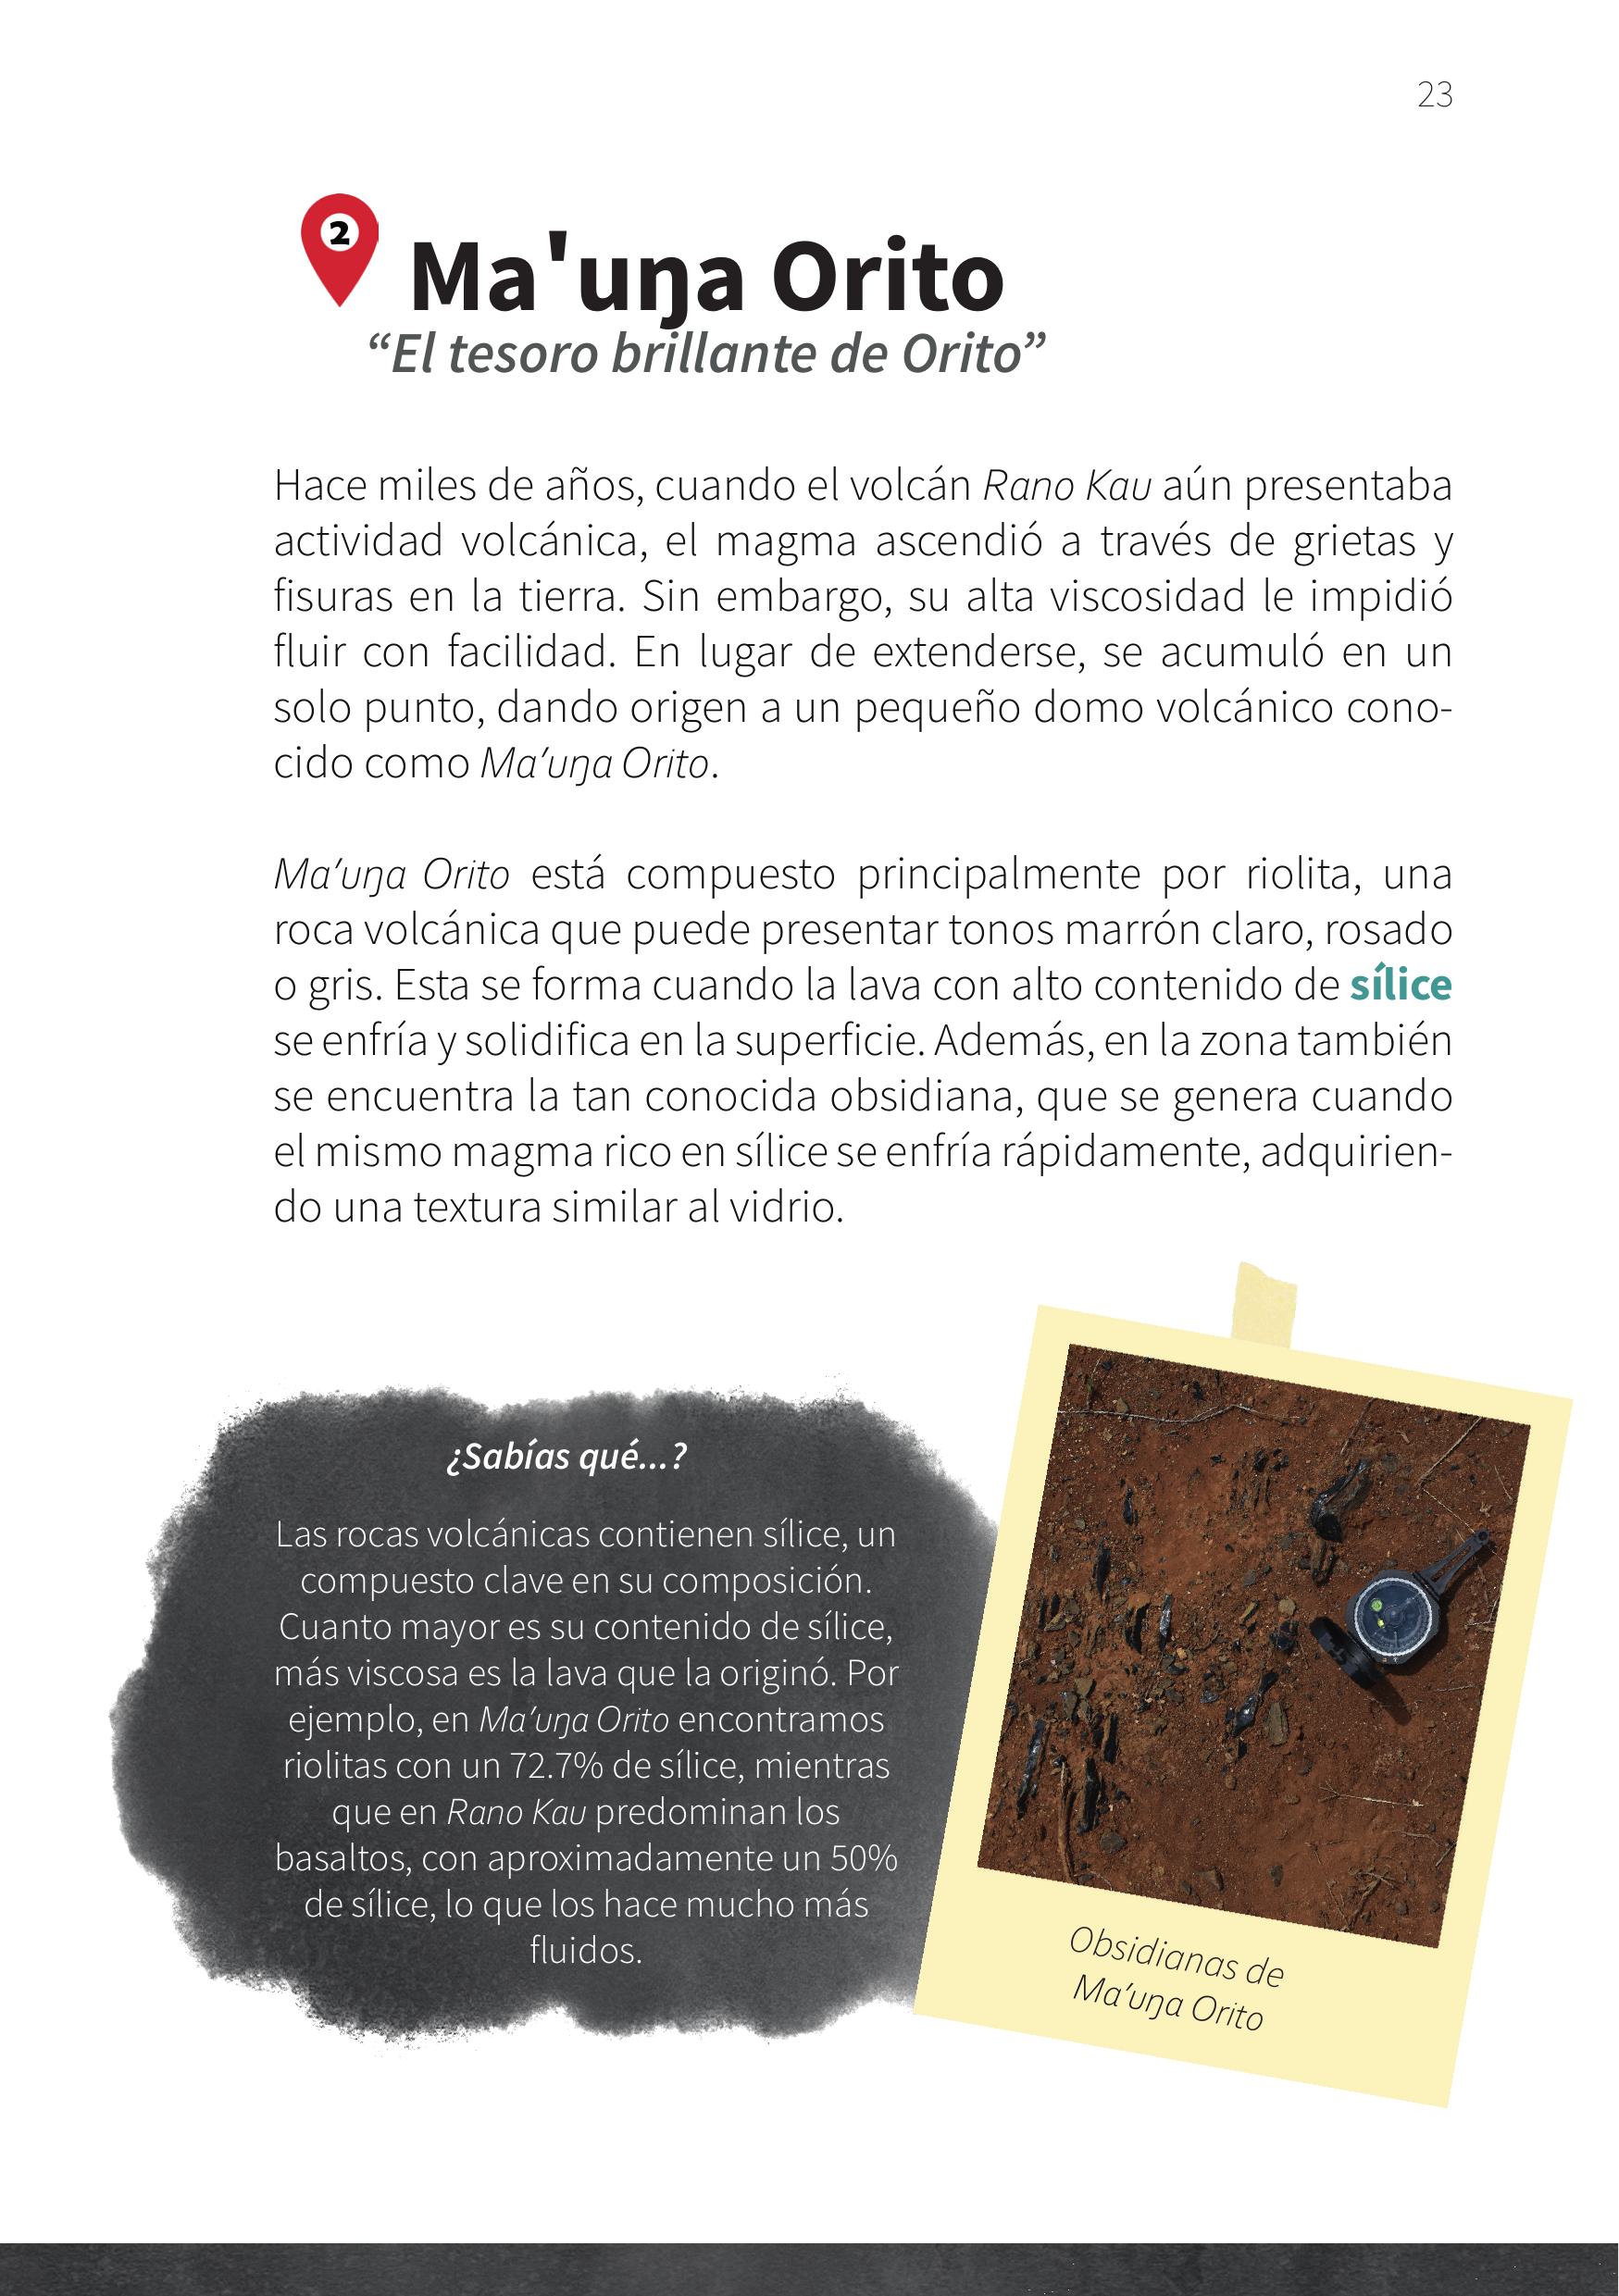 23
2
Ma'uŋa Orito
“El tesoro brillante de Orito”
Hace miles de años, cuando el volcán Rano Kau aún presentaba
actividad volcánica, el magma ascendió a través de grietas y
fisuras en la tierra. Sin embargo, su alta viscosidad le impidió
fluir con facilidad. En lugar de extenderse, se acumuló en un
solo punto, dando origen a un pequeño domo volcánico cono-
cido como Ma’uŋa Orito.
Ma’uŋa Orito está compuesto principalmente por riolita, una
roca volcánica que puede presentar tonos marrón claro, rosado
o gris. Esta se forma cuando la lava con alto contenido de sílice
se enfría y solidifica en la superficie. Además, en la zona también
se encuentra la tan conocida obsidiana, que se genera cuando
el mismo magma rico en sílice se enfría rápidamente, adquirien-
do una textura similar al vidrio.
¿Sabías qué...?
Las rocas volcánicas contienen sílice, un
compuesto clave en su composición.
Cuanto mayor es su contenido de sílice,
más viscosa es la lava que la originó. Por
ejemplo, en Ma’uŋa Orito encontramos
riolitas con un 72.7% de sílice, mientras
que en Rano Kau predominan los
basaltos, con aproximadamente un 50%
de sílice, lo que los hace mucho más
fluidos.
Obsidianas de
Ma’uŋa Orito